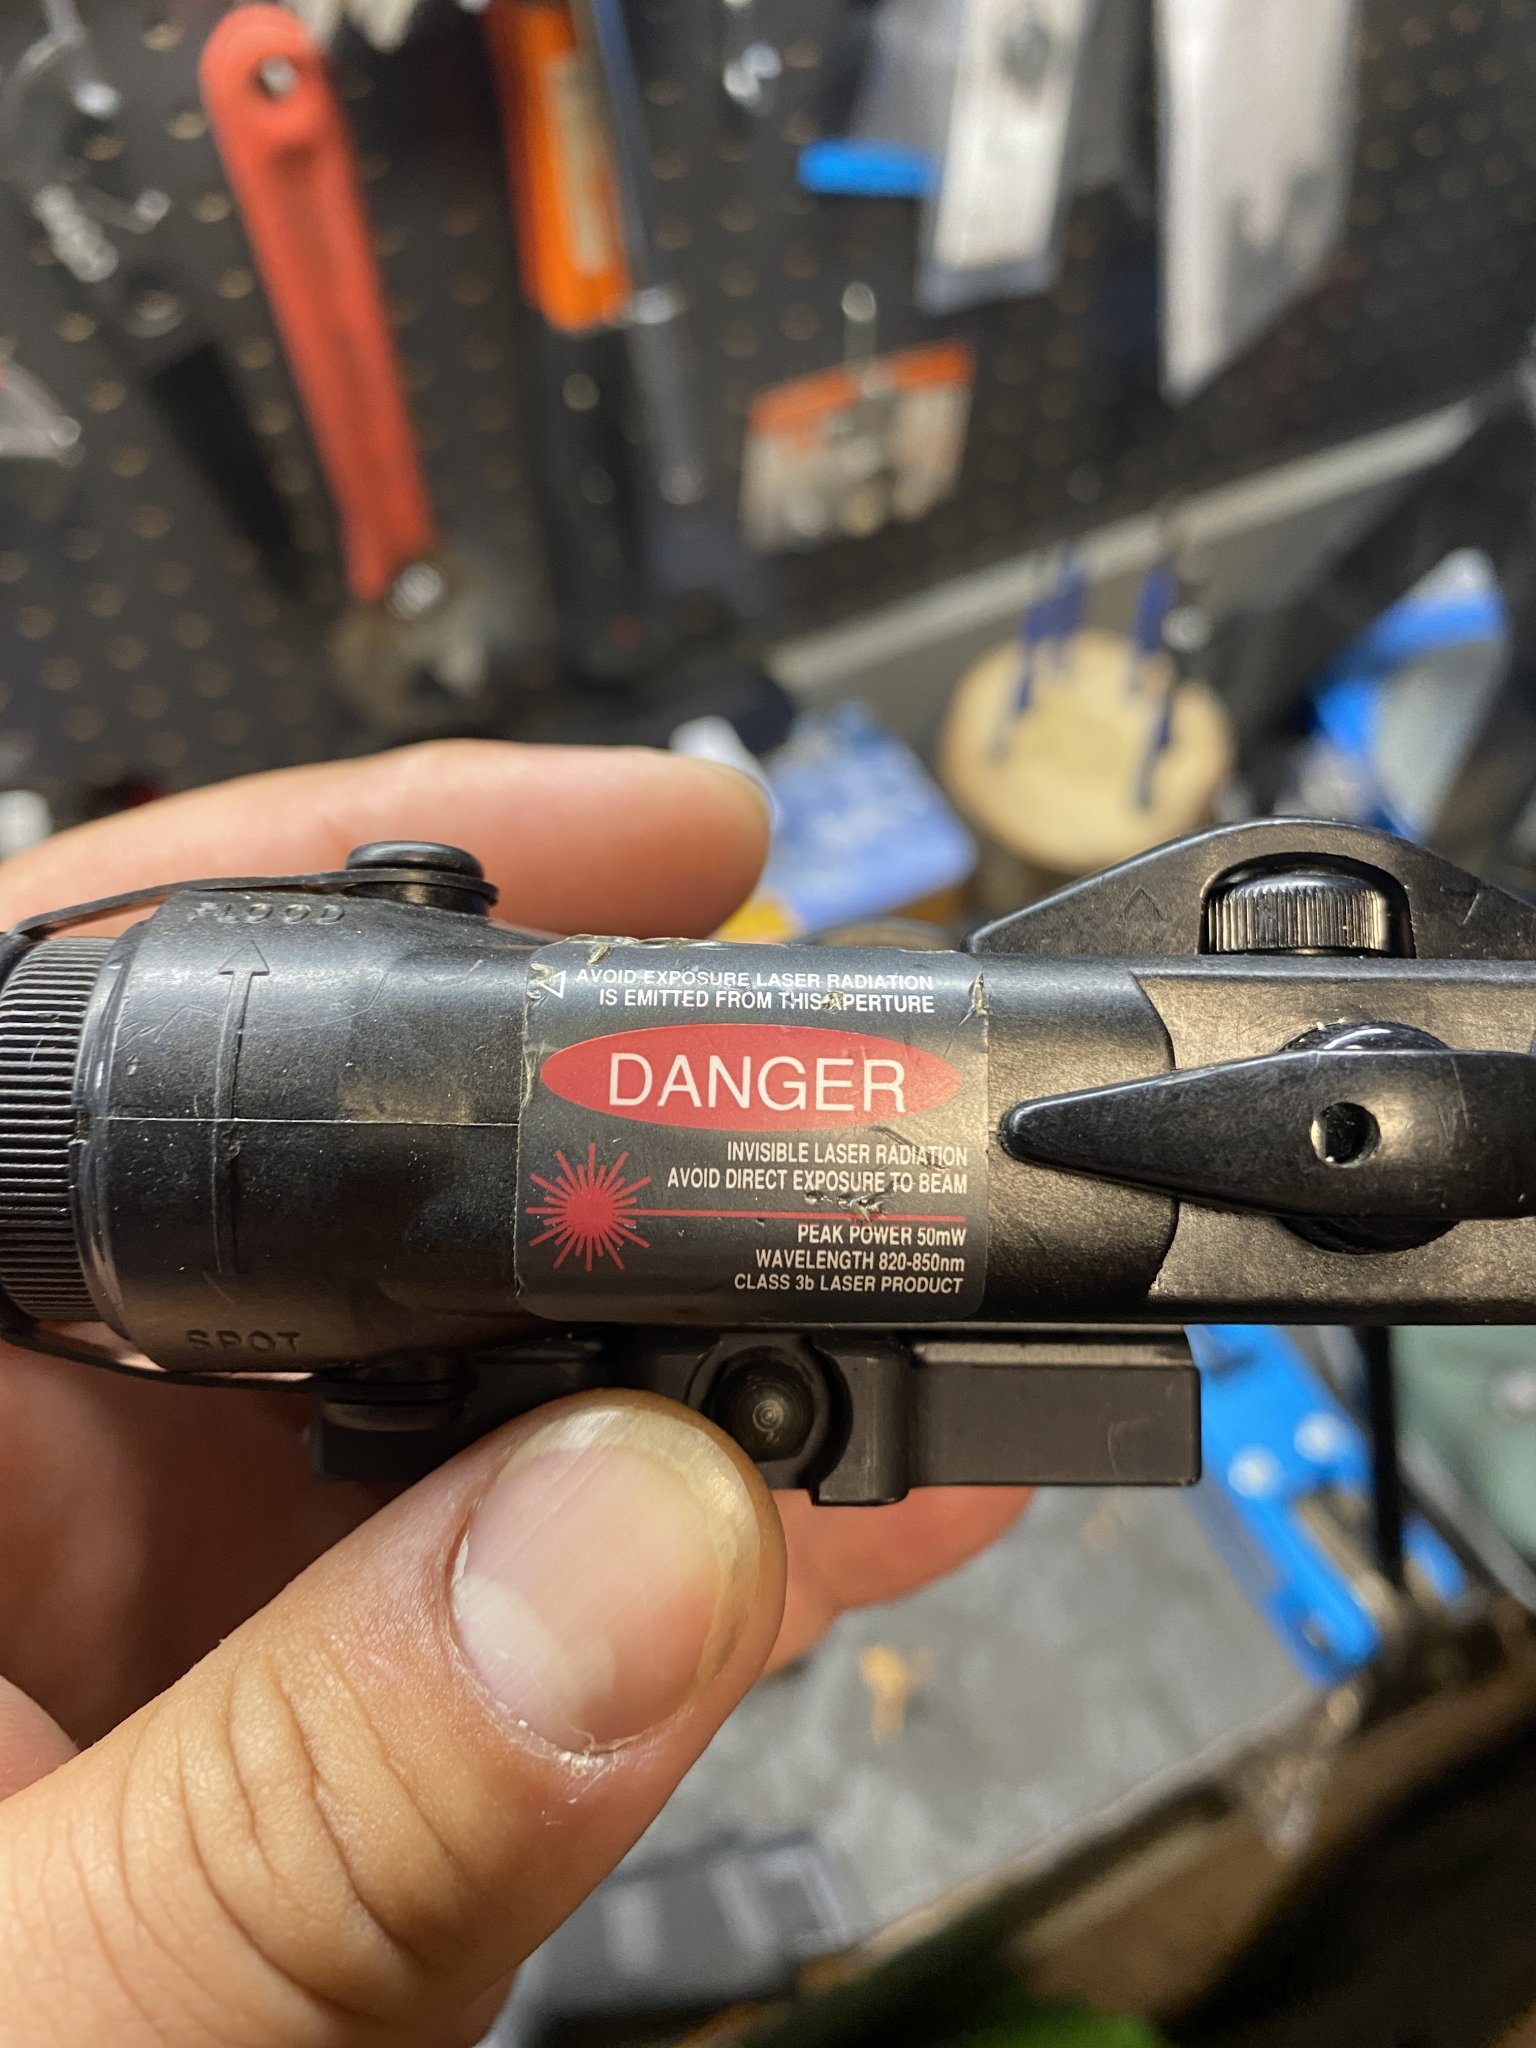 FLOOD
AVOID EXPOSURE LASER RADIATION
IS EMITTED FROM THIS APERTURE
DANGER
INVISIBLE LASER RADIATION
AVOID DIRECT EXPOSURE TO BEAM
PEAK POWER 50mW
WAVELENGTH 820-850nm
CLASS 3b LASER PRODUCT
SPOT